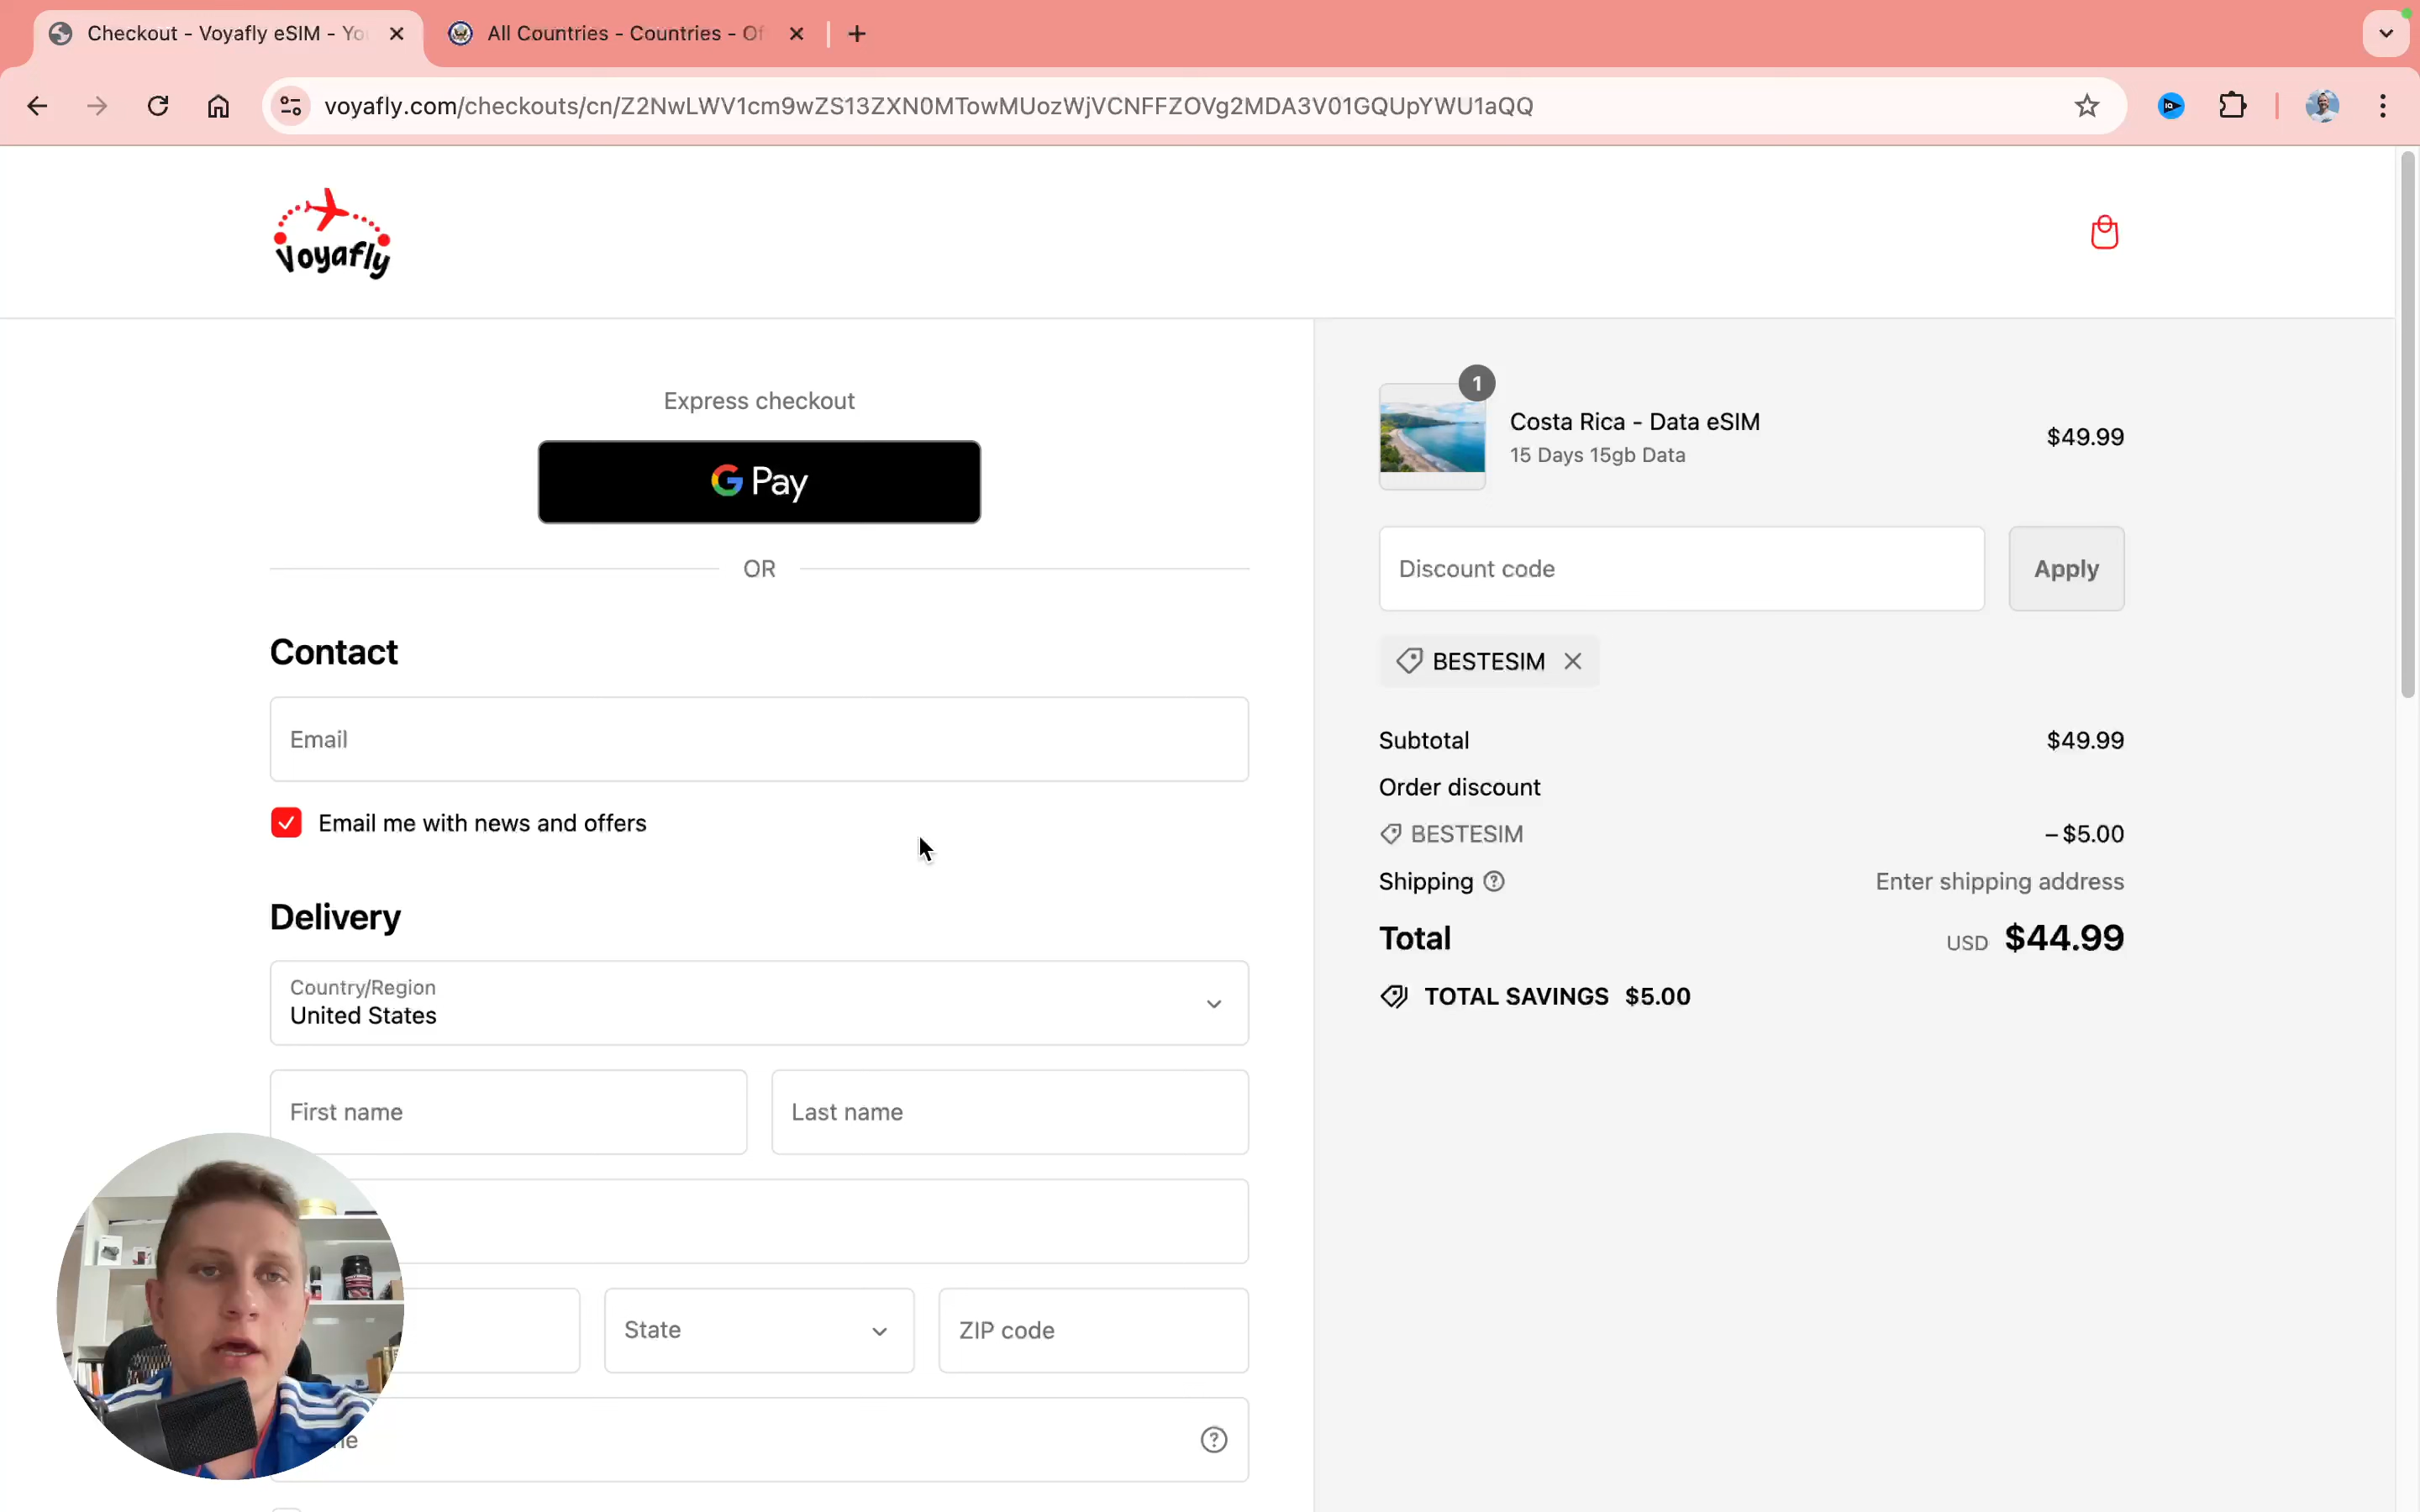 Checkout - Voyafly eSIM - Yo
All Countries - Countries - Of
voyafly.com/checkouts/cn/Z2NwLWV1cm9wZS13ZXN0MTowMUozWjVCNFFZOVg2MDA3V01GQUpYWU1aQQ
Voyafly
Express checkout
G Pay
OR
Contact
Email
Email me with news and offers
Delivery
Country/Region
United States
First name
Last name
State
ZIP code
ne
1
Costa Rica - Data eSIM
15 Days 15gb Data
$49.99
Discount code
Apply
BESTESIM
Subtotal
$49.99
Order discount
BESTESIM
– $5.00
Shipping
Enter shipping address
Total
USD $44.99
TOTAL SAVINGS $5.00